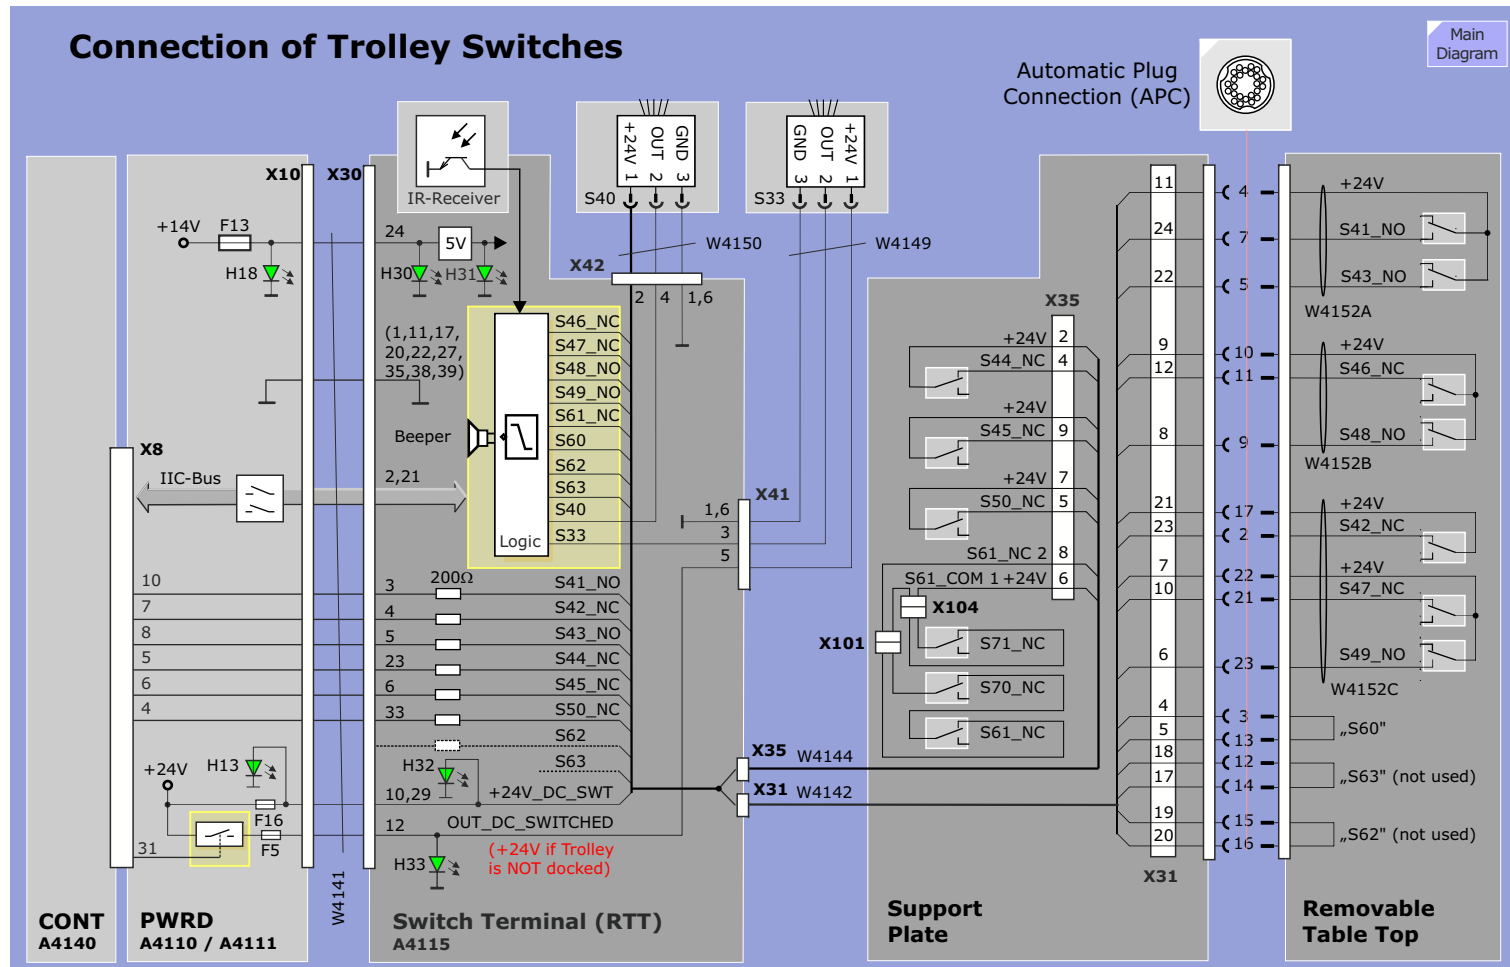 Connection of Trolley Switches
Main
Diagram
Automatic Plug
Connection (APC)
IR-Receiver
+24V 1
OUT 2
GND 3
S40
GND 3
OUT 2
+24V 1
S33
W4150
W4149
X42
2 4 1,6
X10
X30
+14V
F13
H18
24
5V
H30
H31
(1,11,17,
20,22,27,
35,38,39)
Beeper
Logic
S46_NC
S47_NC
S48_NO
S49_NO
S61_NC
S60
S62
S63
S40
S33
X8
IIC-Bus
2,21
X41
1,6
3
5
10
7
8
5
6
4
31
3
4
5
23
6
33
200Ω
S41_NO
S42_NC
S43_NO
S44_NC
S45_NC
S50_NC
S62
S63
+24V
H13
F16
F5
H32
10,29
+24V_DC_SWT
12
OUT_DC_SWITCHED
(+24V if Trolley
is NOT docked)
H33
W4141
X35
W4144
X31
W4142
X35
+24V 2
S44_NC 4
+24V
S45_NC 9
+24V 7
S50_NC 5
S61_NC 2 8
S61_COM 1 +24V 6
X104
X101
S71_NC
S70_NC
S61_NC
11
24
22
9
12
8
21
23
7
10
6
4
5
18
17
19
20
X31
4
7
5
10
11
9
17
2
22
21
23
3
13
12
14
15
16
+24V
S41_NO
S43_NO
W4152A
+24V
S46_NC
S48_NO
W4152B
+24V
S42_NC
+24V
S47_NC
S49_NO
W4152C
„S60"
„S63" (not used)
„S62" (not used)
CONT
A4140
PWRD
A4110 / A4111
Switch Terminal (RTT)
A4115
Support
Plate
Removable
Table Top